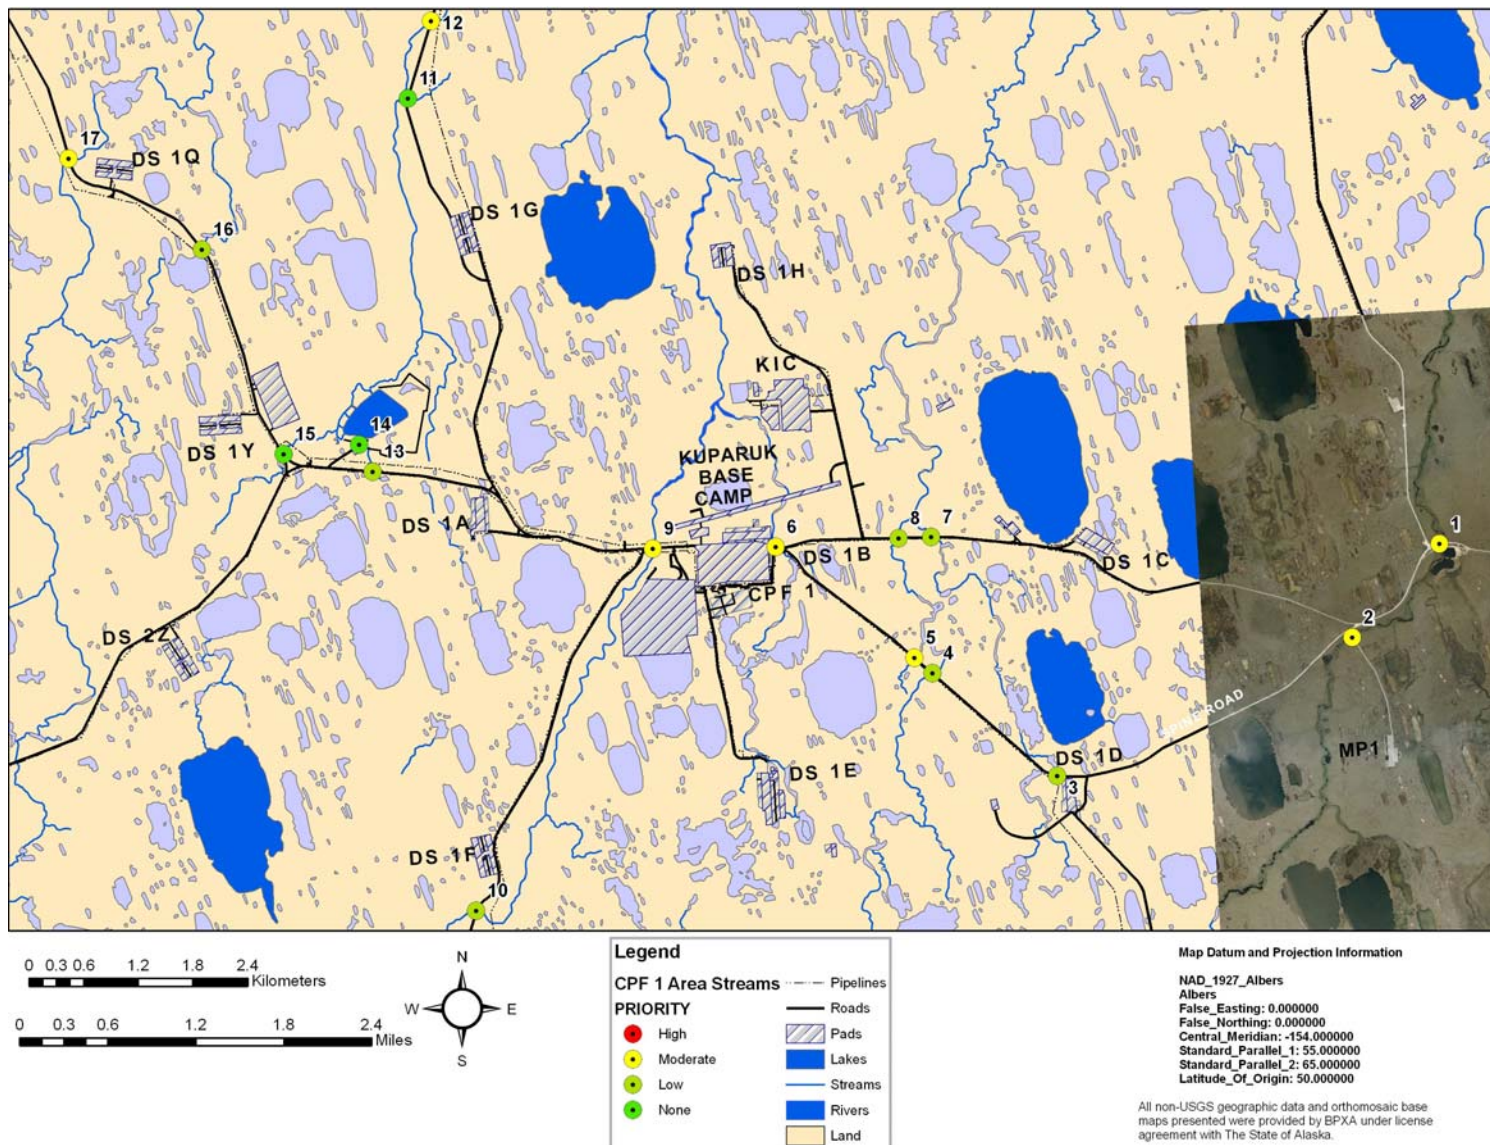 12
11
17
DS 1Q
DS 1G
16
DS 1H
KIC
14
15
13
DS 1Y
KUPARUK
BASE
CAMP
DS 1A
9
6
8
7
DS 1B
DS 1C
1
CPF 1
2
DS 2Z
5
4
SPINE ROAD
MP1
DS 1D
DS 1E
3
DS 1F
10
0 0.3 0.6 1.2 1.8 2.4
Kilometers
0 0.3 0.6 1.2 1.8 2.4
Miles
N
W E
S
Legend
CPF 1 Area Streams
PRIORITY
High
Moderate
Low
None
Pipelines
Roads
Pads
Lakes
Streams
Rivers
Land
Map Datum and Projection Information
NAD_1927_Albers
Albers
False_Easting: 0.000000
False_Northing: 0.000000
Central_Meridian: -154.000000
Standard_Parallel_1: 55.000000
Standard_Parallel_2: 65.000000
Latitude_Of_Origin: 50.000000
All non-USGS geographic data and orthomosaic base
maps presented were provided by BPXA under license
agreement with The State of Alaska.